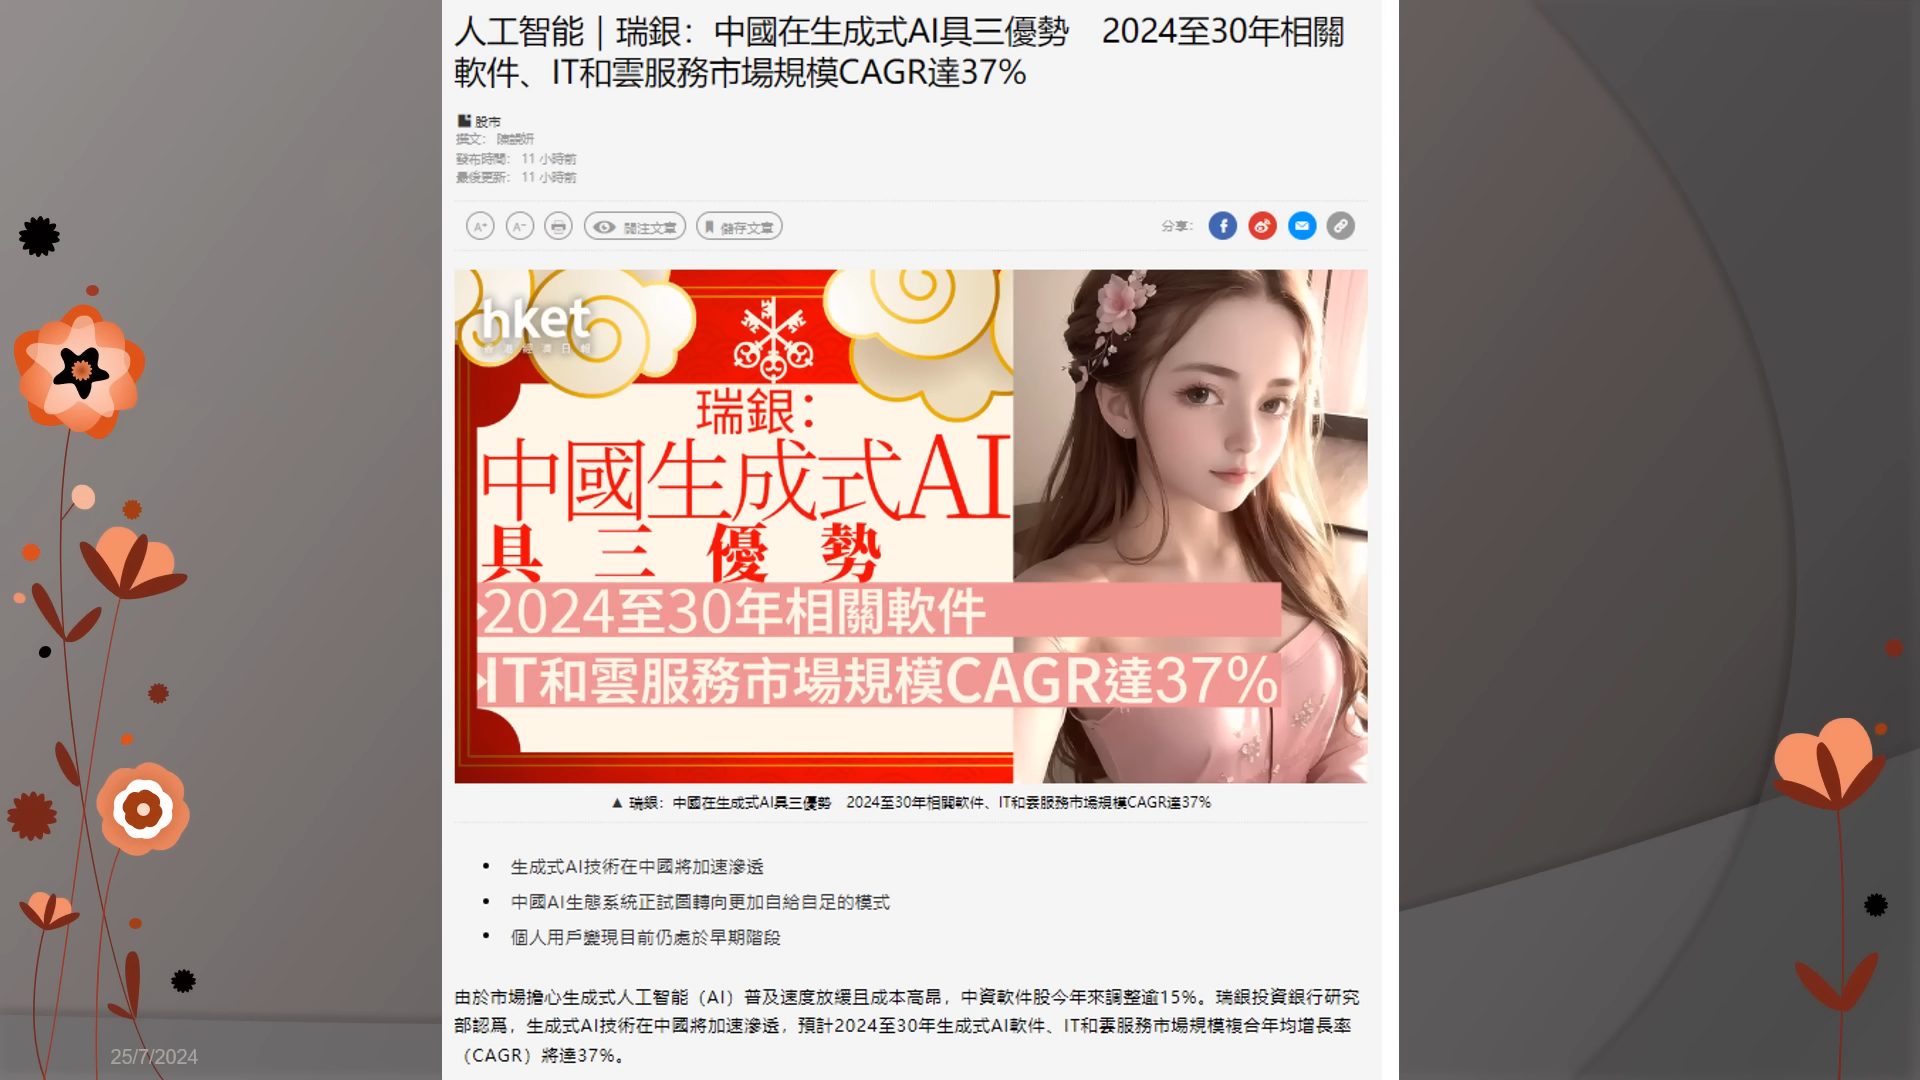 人工智能｜瑞銀：中國在生成式AI具三優勢　2024至30年相關
軟件、IT和雲服務市場規模CAGR達37%
股市
撰文：
發布時間： 11 小時前
最後更新： 11 小時前
A+ A- 關注文章 儲存文章 分享：
hket
香港經濟日報
瑞銀：
中國生成式AI
具三優勢
2024至30年相關軟件
IT和雲服務市場規模CAGR達37%
▲ 瑞銀：中國在生成式AI具三優勢　2024至30年相關軟件、IT和雲服務市場規模CAGR達37%
• 生成式AI技術在中國將加速滲透
• 中國AI生態系統正試圖轉向更加自給自足的模式
• 個人用戶變現目前仍處於早期階段
由於市場擔心生成式人工智能（AI）普及速度放緩且成本高昂，中資軟件股今年來調整逾15%。瑞銀投資銀行研究
部認為，生成式AI技術在中國將加速滲透，預計2024至30年生成式AI軟件、IT和雲服務市場規模複合年均增長率
（CAGR）將達37%。
25/7/2024